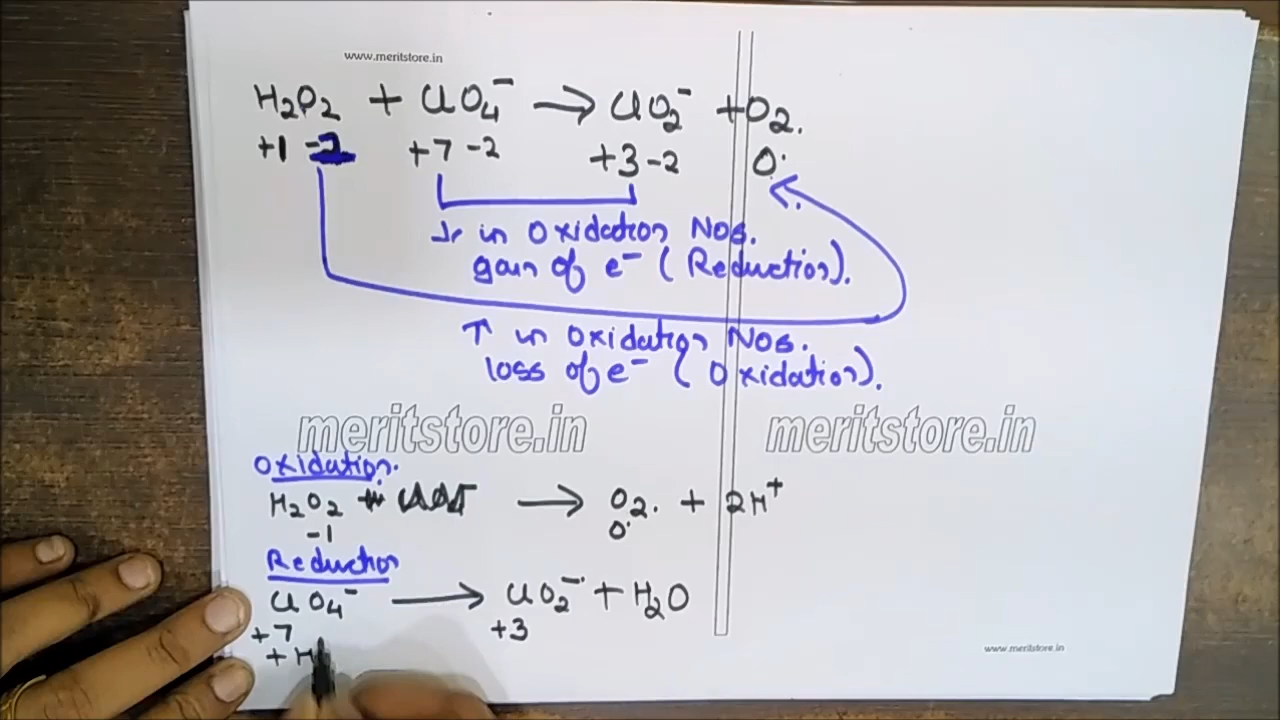 www.meritstore.in
H₂O₂ + ClO₄⁻ → ClO₂⁻ + O₂.
+1 -2 +7 -2 +3 -2 0.
↓ in Oxidation Nos.
gain of e⁻ (Reduction).
↑ in Oxidation Nos.
loss of e⁻ (Oxidation).
meritstore.in meritstore.in
Oxidation.
H₂O₂ → O₂. + 2H⁺
-1 0
Reduction
ClO₄⁻ → ClO₂⁻ + H₂O
+7 +3
+ H
www.meritstore.in